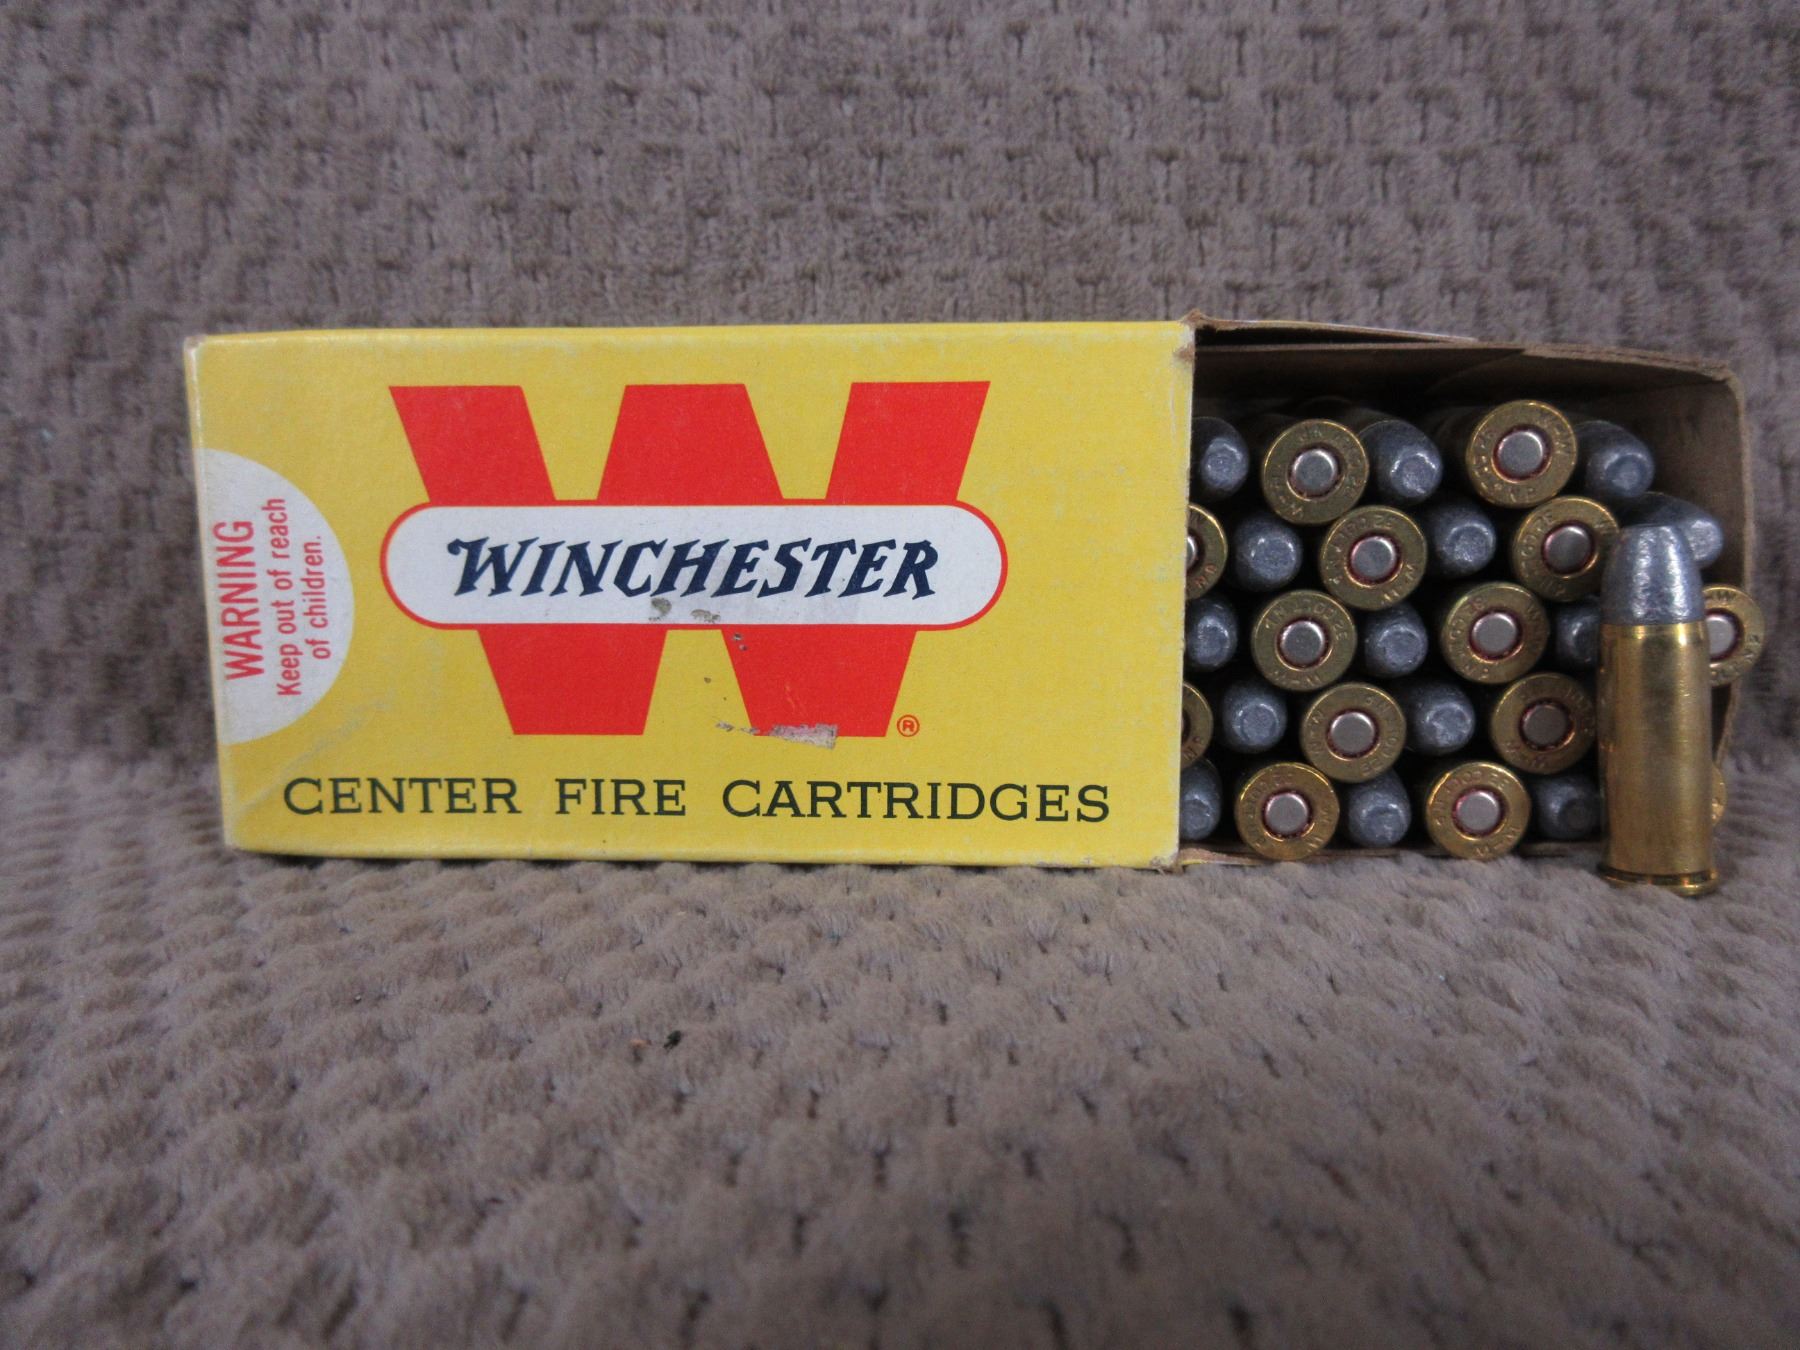 WARNING
Keep out of reach
of children.
WINCHESTER
®
CENTER FIRE CARTRIDGES